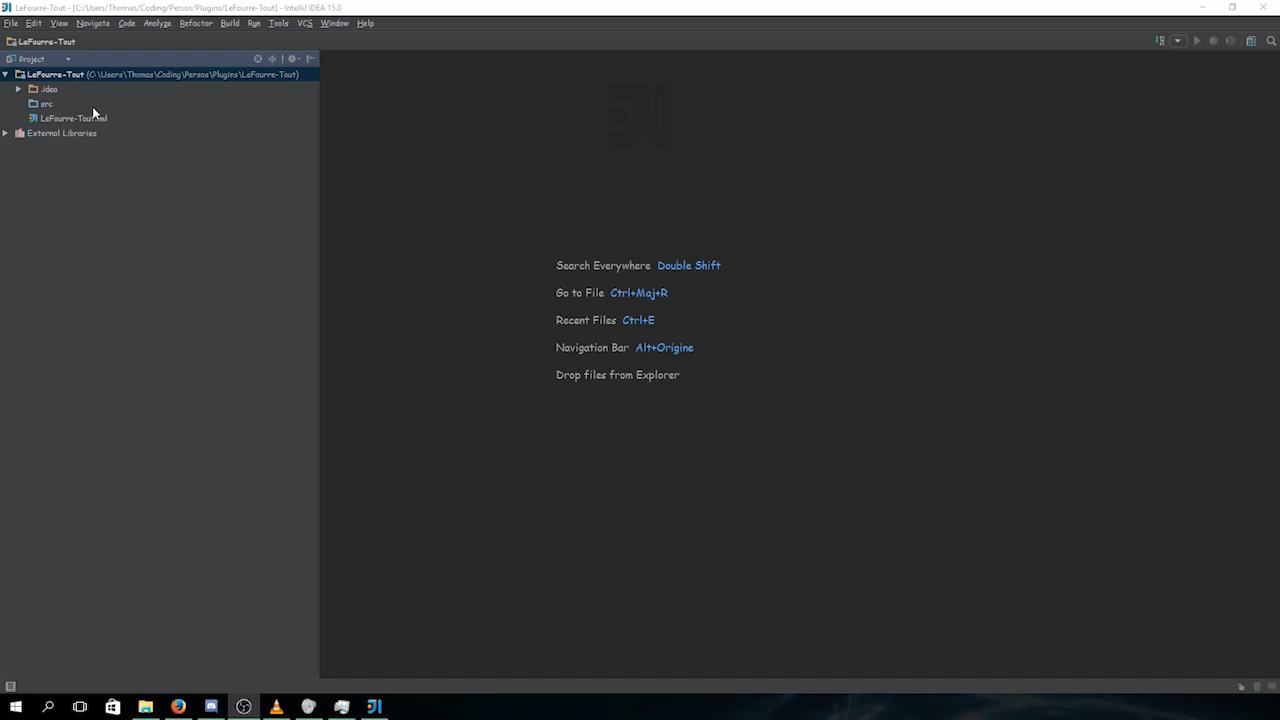 LeFourre-Tout - [C:/Users/Thomas/Coding/Persos/Plugins/LeFourre-Tout] - IntelliJ IDEA 15.0
File Edit View Navigate Code Analyze Refactor Build Run Tools VCS Window Help
LeFourre-Tout
Project
LeFourre-Tout (C:\Users\Thomas\Coding\Persos\Plugins\LeFourre-Tout)
.idea
src
LeFourre-Tout.iml
External Libraries
Search Everywhere Double Shift
Go to File Ctrl+Maj+R
Recent Files Ctrl+E
Navigation Bar Alt+Origine
Drop files from Explorer